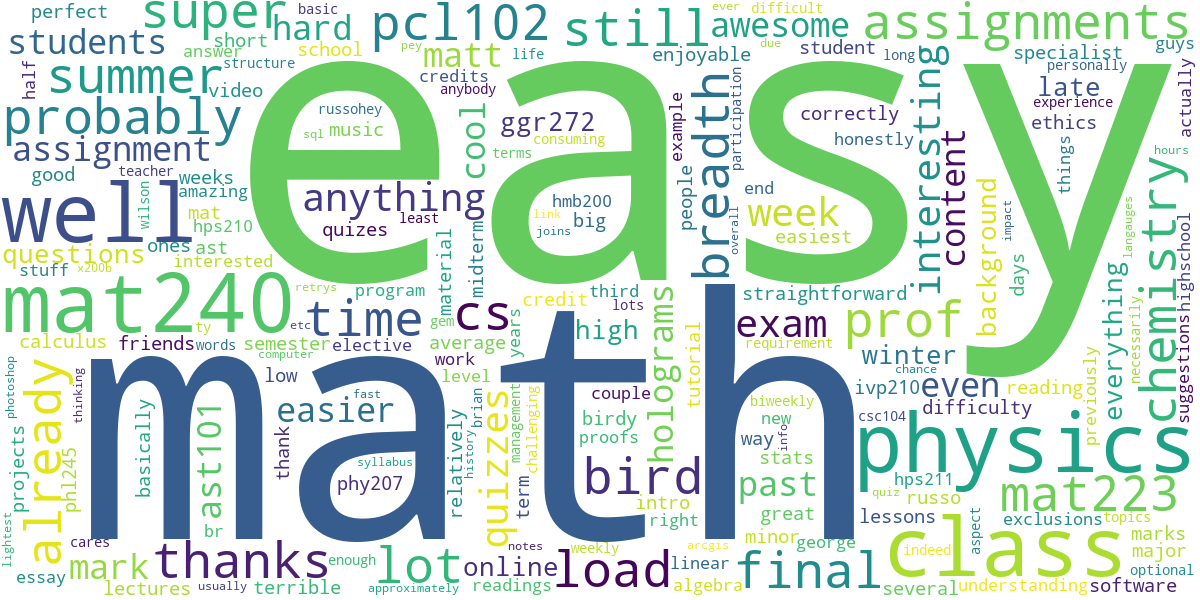 easy
math
mat240
well
physics
class
pcl102
super
hard
still
awesome
assignments
perfect
students
short
basic
answer
structure
school
matt
life
enjoyable
ever
difficult
due
student
long
specialist
guys
personally
half
summer
video
credits
anybody
late
experience
probably
russohey
music
sql
ggr272
terms
consuming
cool
example
correctly
honestly
participation
ethics
interesting
content
things
actually
hours
assignment
good
teacher
weeks
amazing
wilson
mat
hps210
anything
quizes
least
hmb200
link
big
joins
people
breadth
end
week
easiest
overall
questions
ones
ast
stuff
x200b
interested
retrys
program
material
midterm
third
lots
straightforward
background
days
impact
everything
necessarily
langauges
chemistry
highschool
suggestions
ty
etc
time
cs
gem
credit
years
high
holograms
exam
prof
requirement
winter
chance
calculus
friends
words
semester
elective
average
computer
work
level
low
fast
couple
tutorial
biweekly
ivp210
even
reading
previously
photoshop
thinking
already
easier
ast101
basically
projects
phl245
thank
history
syllabus
phy207
relatively
brian
quizzes
management
challenging
term
birdy
proofs
bird
new
way
info
stats
past
csc104
difficulty
hps211
quiz
russo
mat223
br
intro
right
great
minor
george
lessons
exclusions
topics
marks
major
optional
lightest
cares
essay
mark
thanks
lectures
usually
terrible
enough
approximately
lot
notes
online
weekly
readings
load
arcgis
linear
algebra
final
several
indeed
aspect
understanding
software